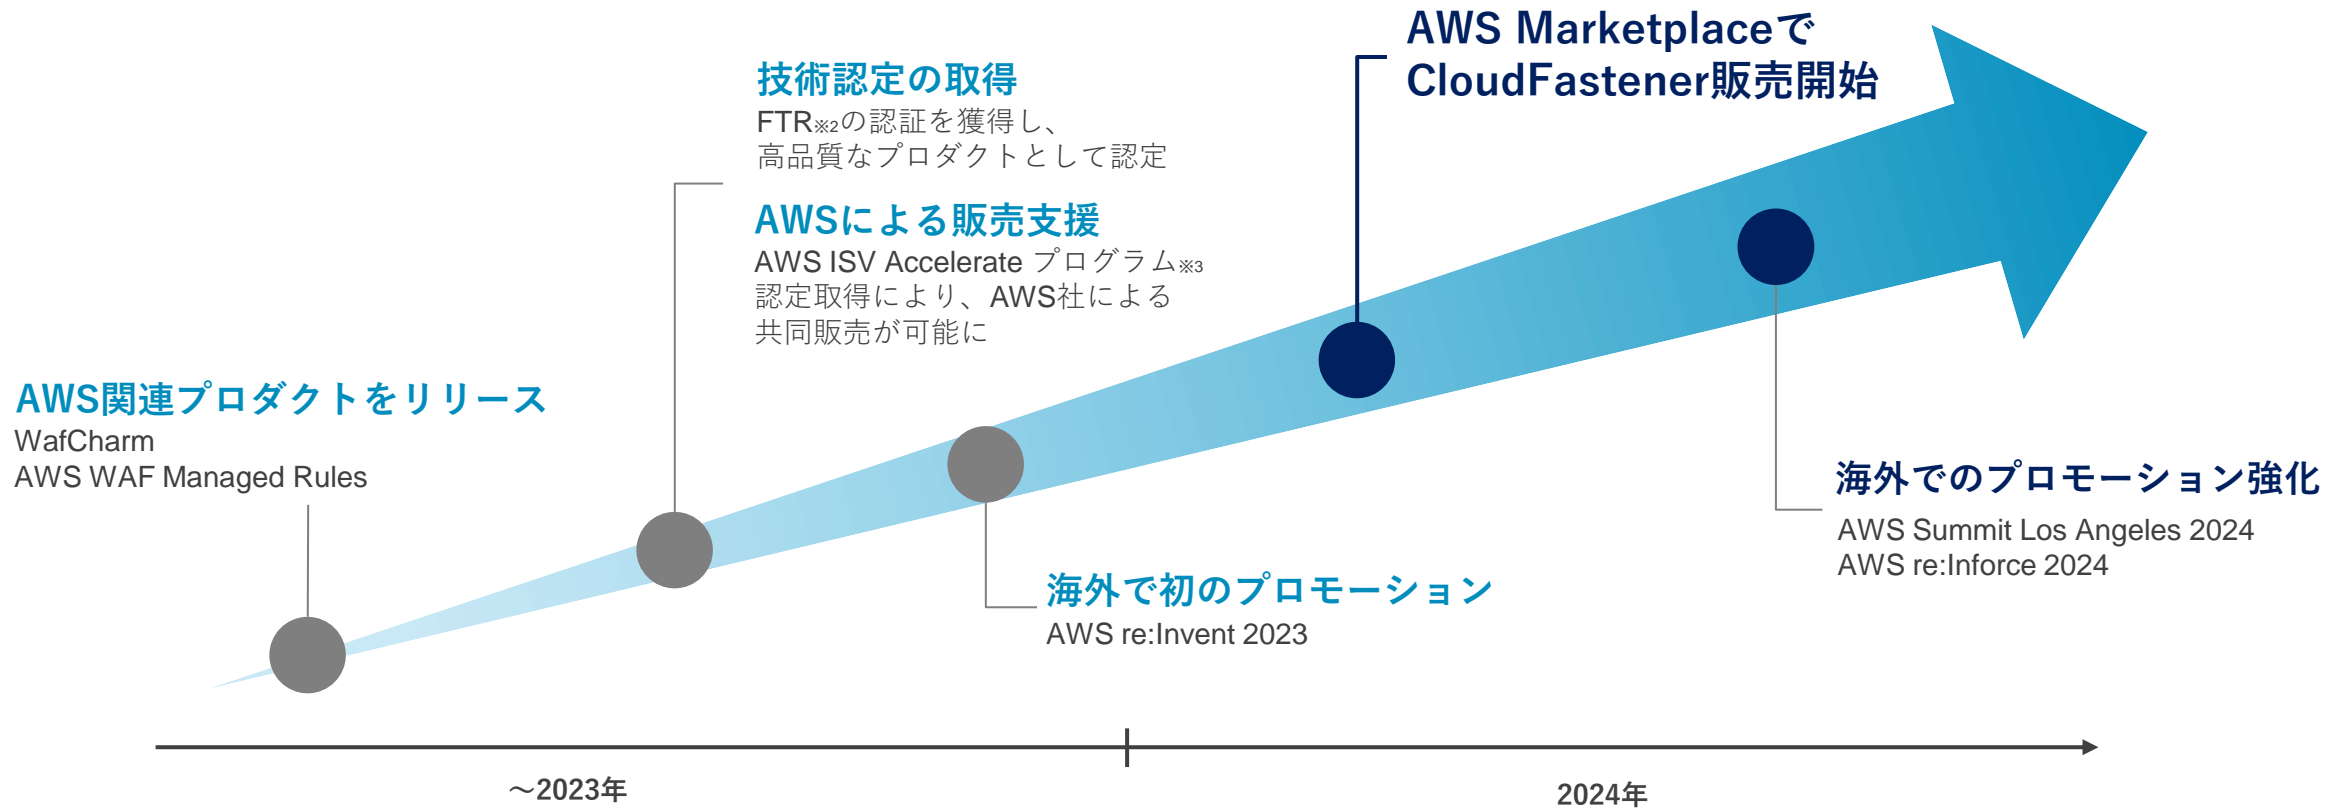 AWS Marketplaceで
CloudFastener販売開始
技術認定の取得
FTR※2の認証を獲得し、
高品質なプロダクトとして認定
AWSによる販売支援
AWS ISV Accelerate プログラム※3
認定取得により、AWS社による
共同販売が可能に
AWS関連プロダクトをリリース
WafCharm
AWS WAF Managed Rules
海外でのプロモーション強化
AWS Summit Los Angeles 2024
AWS re:Inforce 2024
海外で初のプロモーション
AWS re:Invent 2023
～2023年
2024年